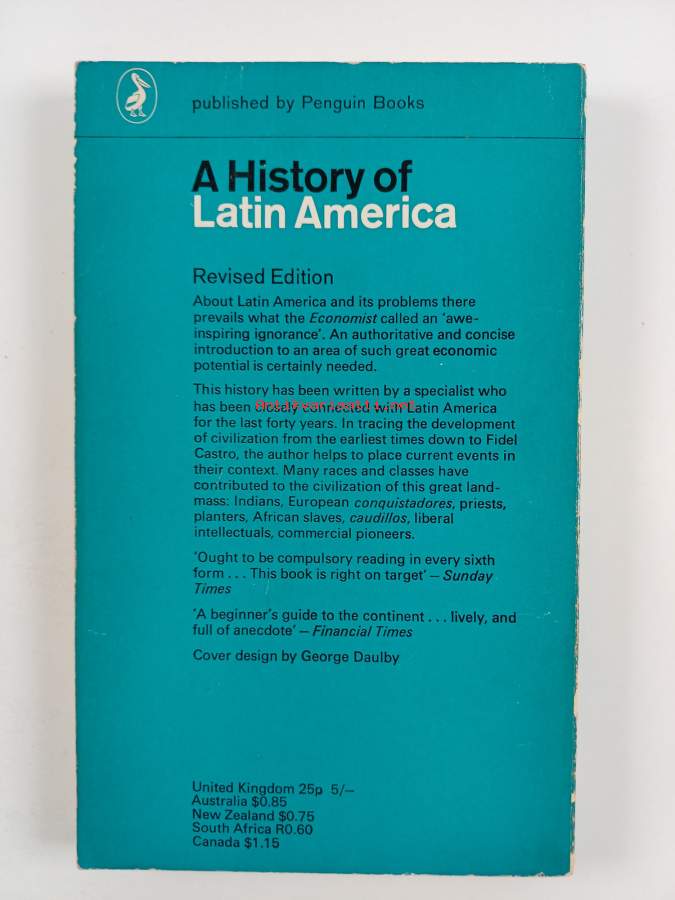 published by Penguin Books
A History of
Latin America
Revised Edition
About Latin America and its problems there
prevails what the Economist called an 'awe-
inspiring ignorance'. An authoritative and concise
introduction to an area of such great economic
potential is certainly needed.
This history has been written by a specialist who
has been closely connected with Latin America
for the last forty years. In tracing the development
of civilization from the earliest times down to Fidel
Castro, the author helps to place current events in
their context. Many races and classes have
contributed to the civilization of this great land-
mass: Indians, European conquistadores, priests,
planters, African slaves, caudillos, liberal
intellectuals, commercial pioneers.
'Ought to be compulsory reading in every sixth
form . . . This book is right on target' – Sunday
Times
'A beginner's guide to the continent . . . lively, and
full of anecdote' – Financial Times
Cover design by George Daulby
United Kingdom 25p 5/–
Australia $0.85
New Zealand $0.75
South Africa R0.60
Canada $1.15